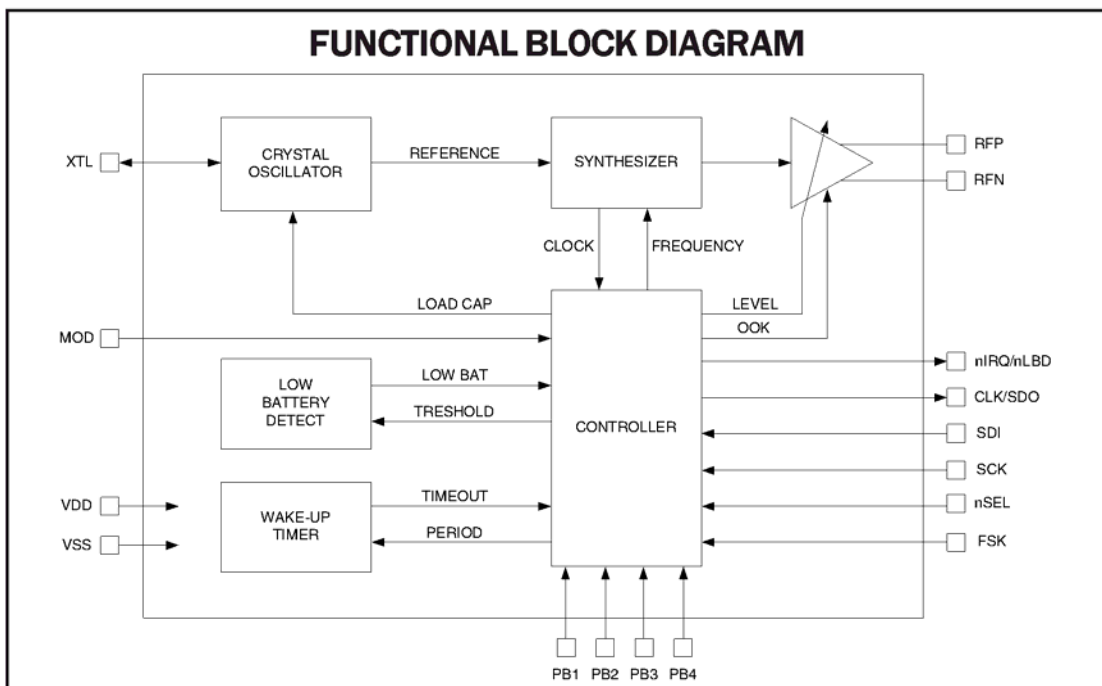 FUNCTIONAL BLOCK DIAGRAM
XTL
CRYSTAL
OSCILLATOR
REFERENCE
SYNTHESIZER
RFP
RFN
CLOCK
FREQUENCY
LOAD CAP
LEVEL
OOK
MOD
LOW
BATTERY
DETECT
LOW BAT
TRESHOLD
CONTROLLER
nIRQ/nLBD
CLK/SDO
SDI
SCK
nSEL
FSK
VDD
VSS
WAKE-UP
TIMER
TIMEOUT
PERIOD
PB1
PB2
PB3
PB4